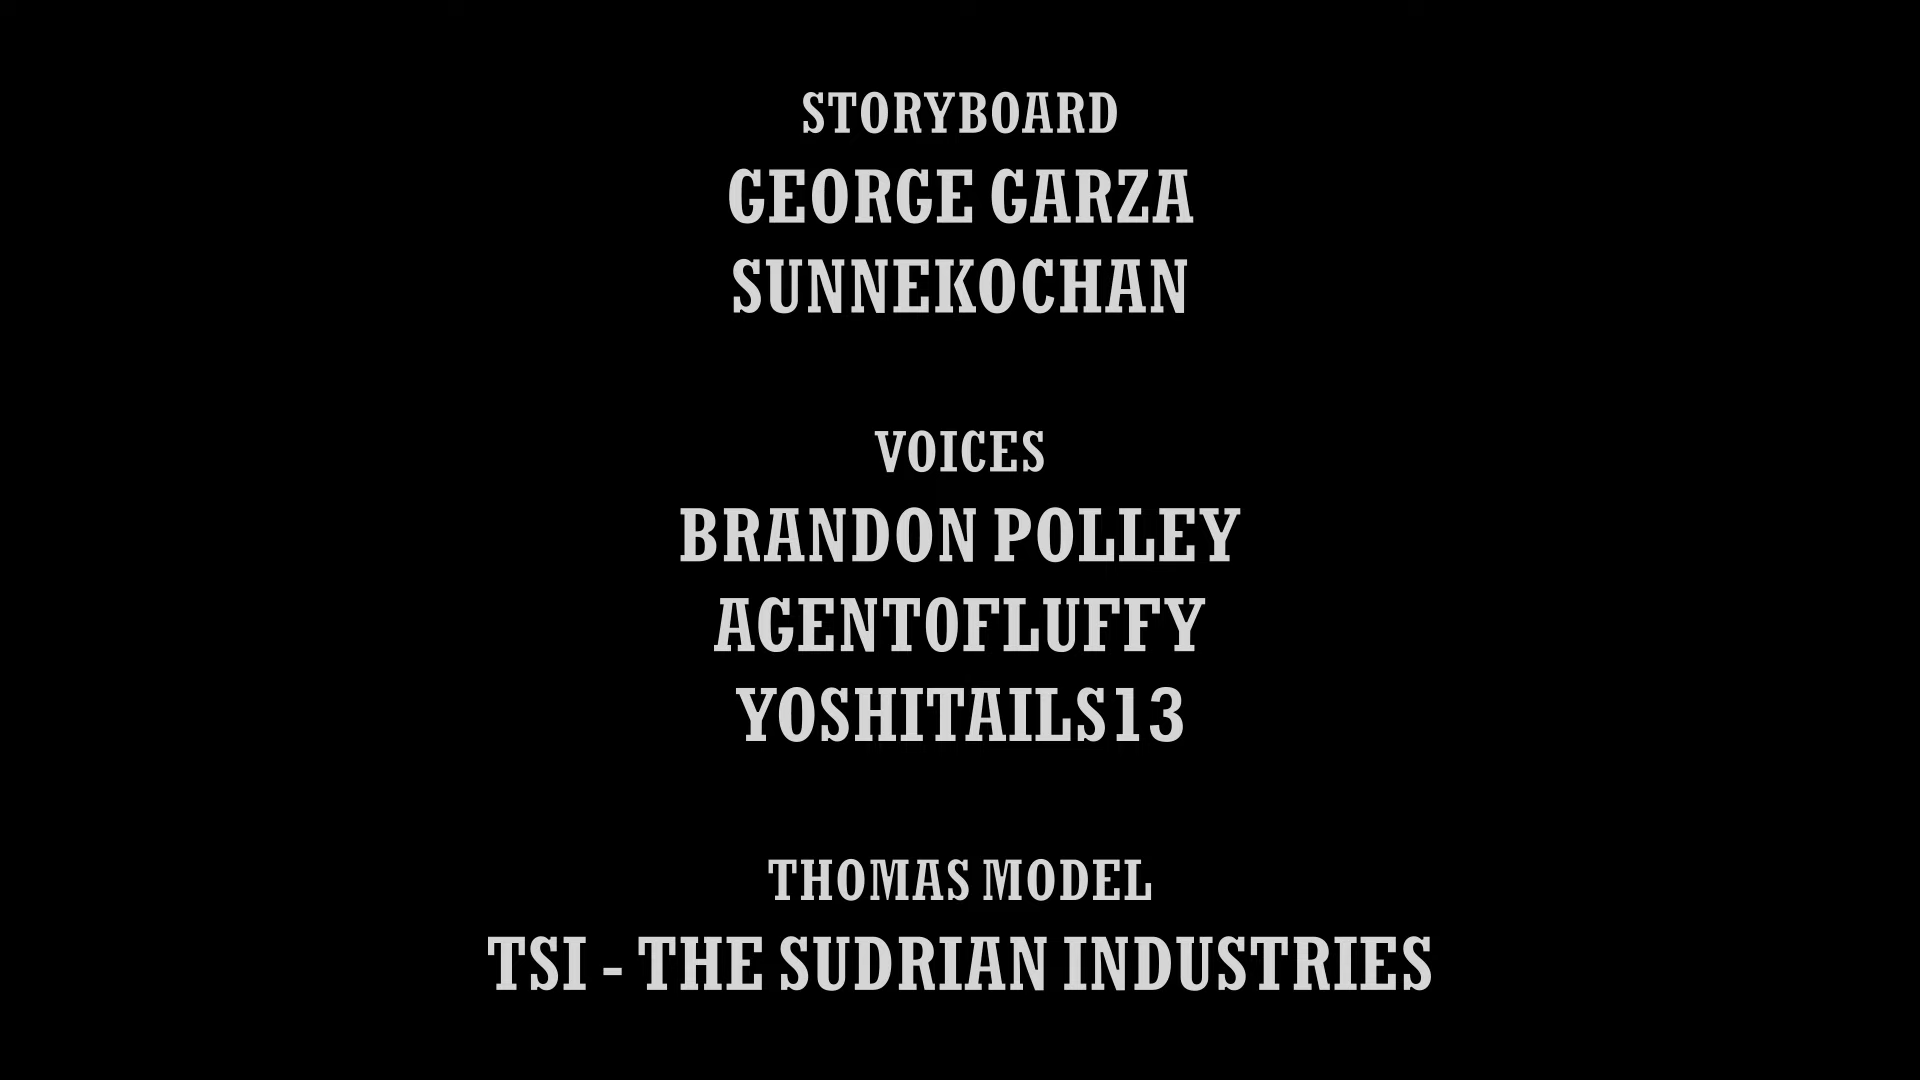 STORYBOARD
GEORGE GARZA
SUNNEKOCHAN
VOICES
BRANDON POLLEY
AGENTOFLUFFY
YOSHITAILS13
THOMAS MODEL
TSI - THE SUDRIAN INDUSTRIES